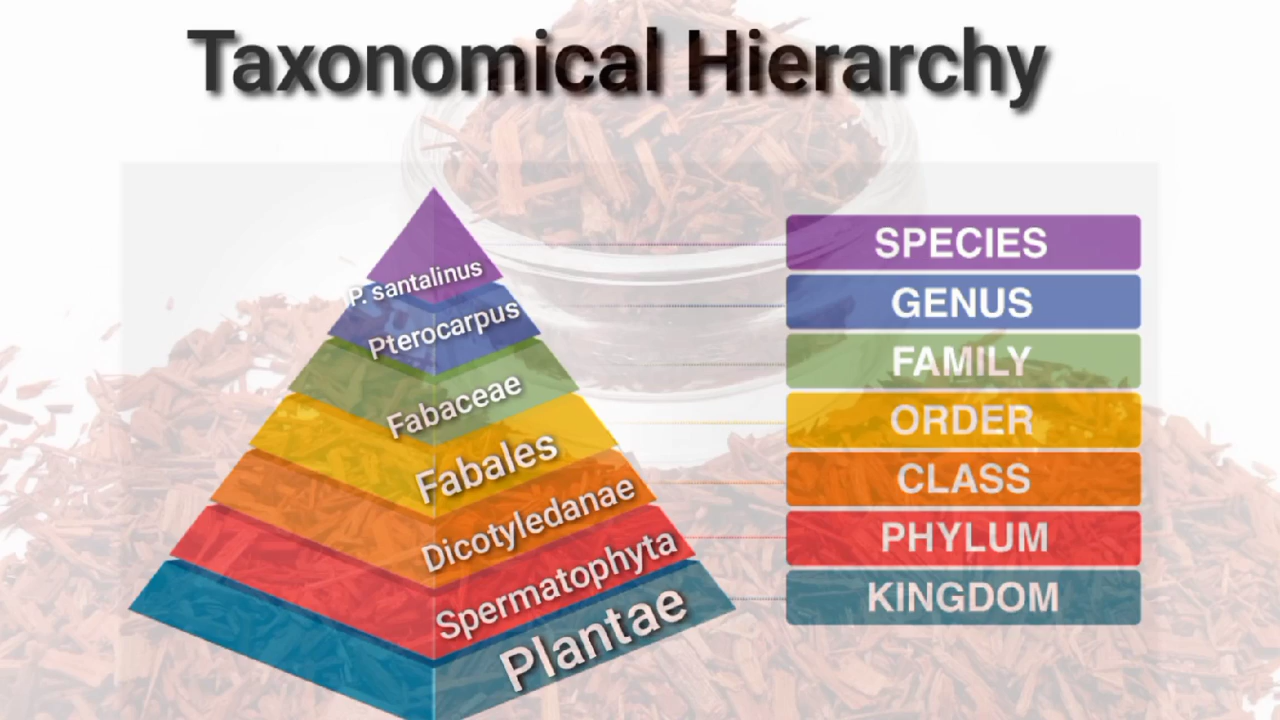 Taxonomical Hierarchy
P. santalinus
Pterocarpus
Fabaceae
Fabales
Dicotyledanae
Spermatophyta
Plantae
SPECIES
GENUS
FAMILY
ORDER
CLASS
PHYLUM
KINGDOM